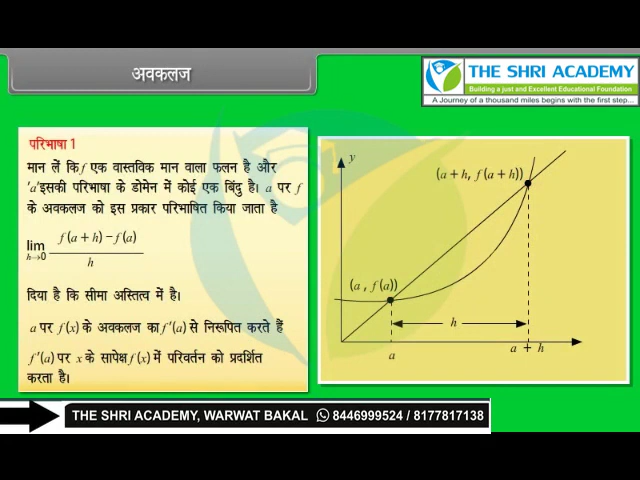 अवकलज
THE SHRI ACADEMY
Building a just and Excellent Educational Foundation
A Journey of a thousand miles begins with the first step...
परिभाषा 1
मान लें कि f एक वास्तविक मान वाला फलन है और
'a' इसकी परिभाषा के डोमेन में कोई एक बिंदु है। a पर f
के अवकलज को इस प्रकार परिभाषित किया जाता है
lim h→0 f(a + h) – f(a) / h
दिया है कि सीमा अस्तित्व में है।
a पर f(x) के अवकलज का f'(a) से निरूपित करते हैं
f'(a) पर x के सापेक्ष f(x) में परिवर्तन को प्रदर्शित
करता है।
y
(a + h, f(a + h))
(a, f(a))
h
a
a + h
THE SHRI ACADEMY, WARWAT BAKAL 8446999524 / 8177817138